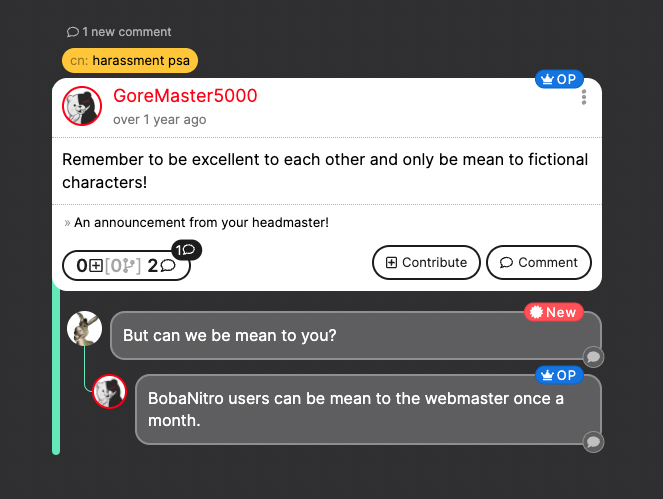 1 new comment
cn: harassment psa
OP
GoreMaster5000
over 1 year ago
Remember to be excellent to each other and only be mean to fictional
characters!
» An announcement from your headmaster!
1
0 [0 ] 2
Contribute
Comment
New
But can we be mean to you?
OP
BobaNitro users can be mean to the webmaster once a
month.